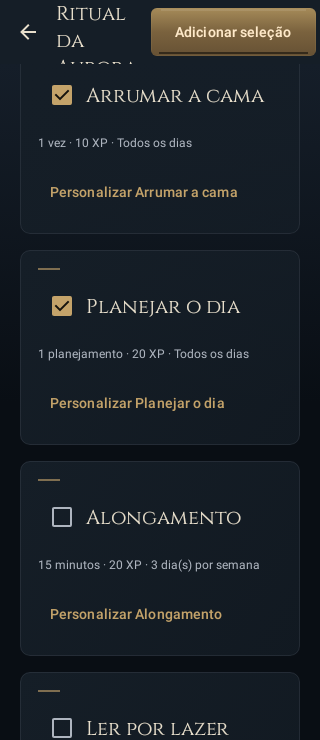 Ritual
da
Aurora
Adicionar seleção
Arrumar a cama
1 vez · 10 XP · Todos os dias
Personalizar Arrumar a cama
Planejar o dia
1 planejamento · 20 XP · Todos os dias
Personalizar Planejar o dia
Alongamento
15 minutos · 20 XP · 3 dia(s) por semana
Personalizar Alongamento
Ler por lazer